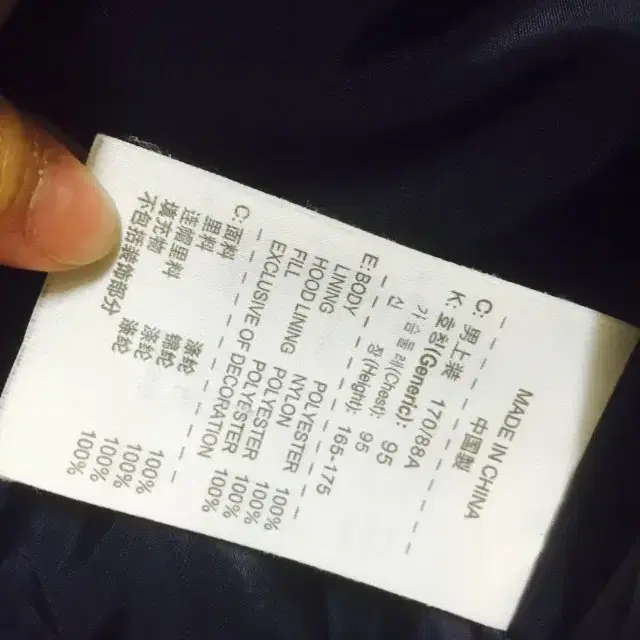 MADE IN CHINA
中国製
C: 男上装 170/88A
K: 호칭(Generic): 95
가슴둘레(Chest): 95
신 장(Height): 165-175
E: BODY POLYESTER 100%
LINING NYLON 100%
HOOD LINING POLYESTER 100%
FILL POLYESTER 100%
EXCLUSIVE OF DECORATION
C: 面料 涤纶 100%
里料 锦纶 100%
连帽里料 涤纶 100%
填充物 涤纶 100%
不包括装饰部分